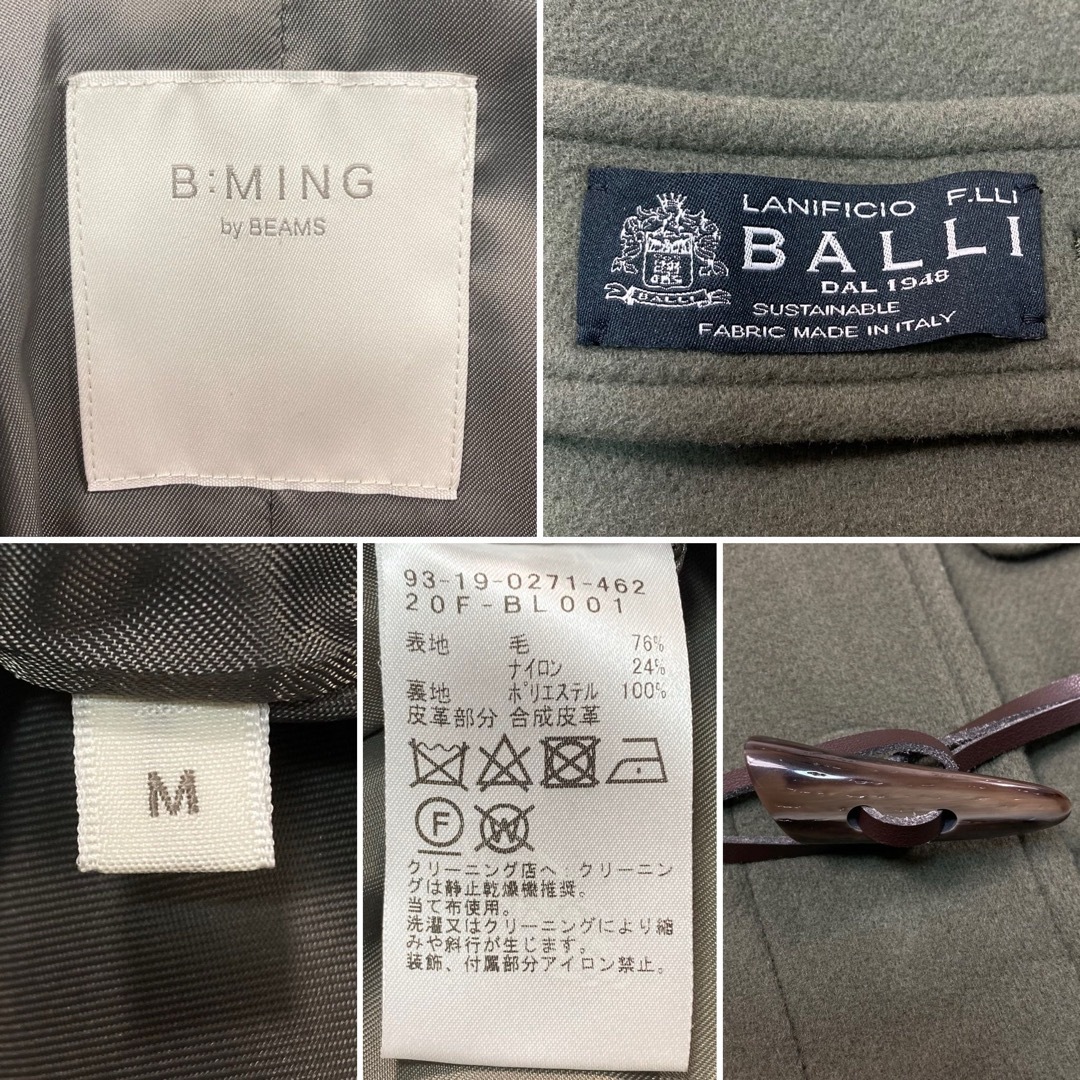 B:MING
by BEAMS
LANIFICIO F.LLI
BALLI
DAL 1948
BALLI
SUSTAINABLE
FABRIC MADE IN ITALY
M
93-19-0271-462
20F-BL001
表地 毛 76%
ナイロン 24%
裏地 ポリエステル 100%
皮革部分 合成皮革
F
W
クリーニング店へ クリーニン
グは静止乾燥機推奨。
当て布使用。
洗濯又はクリーニングにより縮
みや斜行が生じます。
装飾、付属部分アイロン禁止。